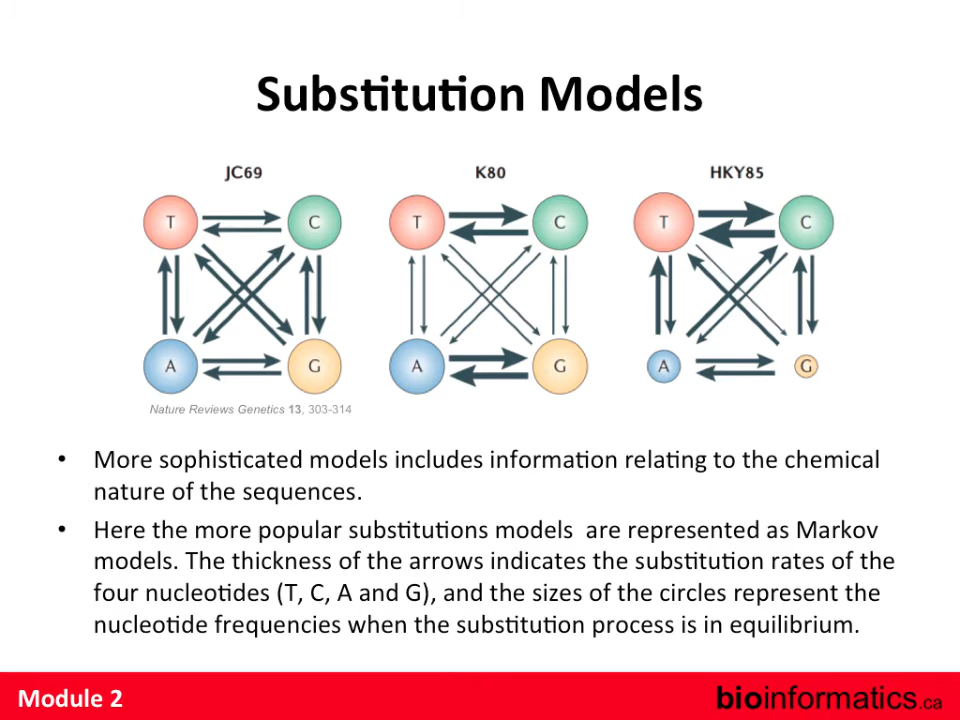 Substitution Models
JC69 K80 HKY85
T C T C T C
A G A G A G
Nature Reviews Genetics 13, 303-314
• More sophisticated models includes information relating to the chemical
nature of the sequences.
• Here the more popular substitutions models are represented as Markov
models. The thickness of the arrows indicates the substitution rates of the
four nucleotides (T, C, A and G), and the sizes of the circles represent the
nucleotide frequencies when the substitution process is in equilibrium.
Module 2
bioinformatics.ca